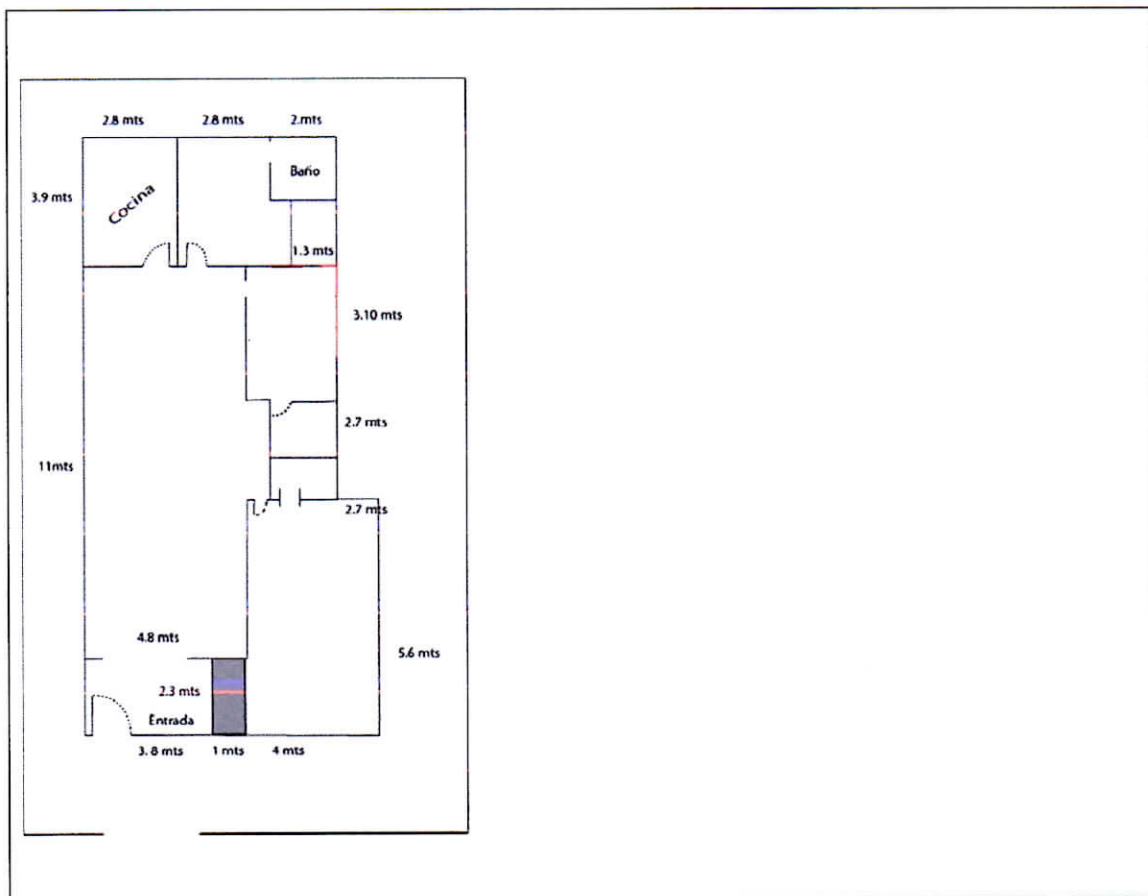 2.8 mts 2.8 mts 2.mts
Baño
3.9 mts
Cocina
1.3 mts
3.10 mts
2.7 mts
11mts
2.7 mts
4.8 mts
5.6 mts
2.3 mts
Entrada
3.8 mts 1 mts 4 mts